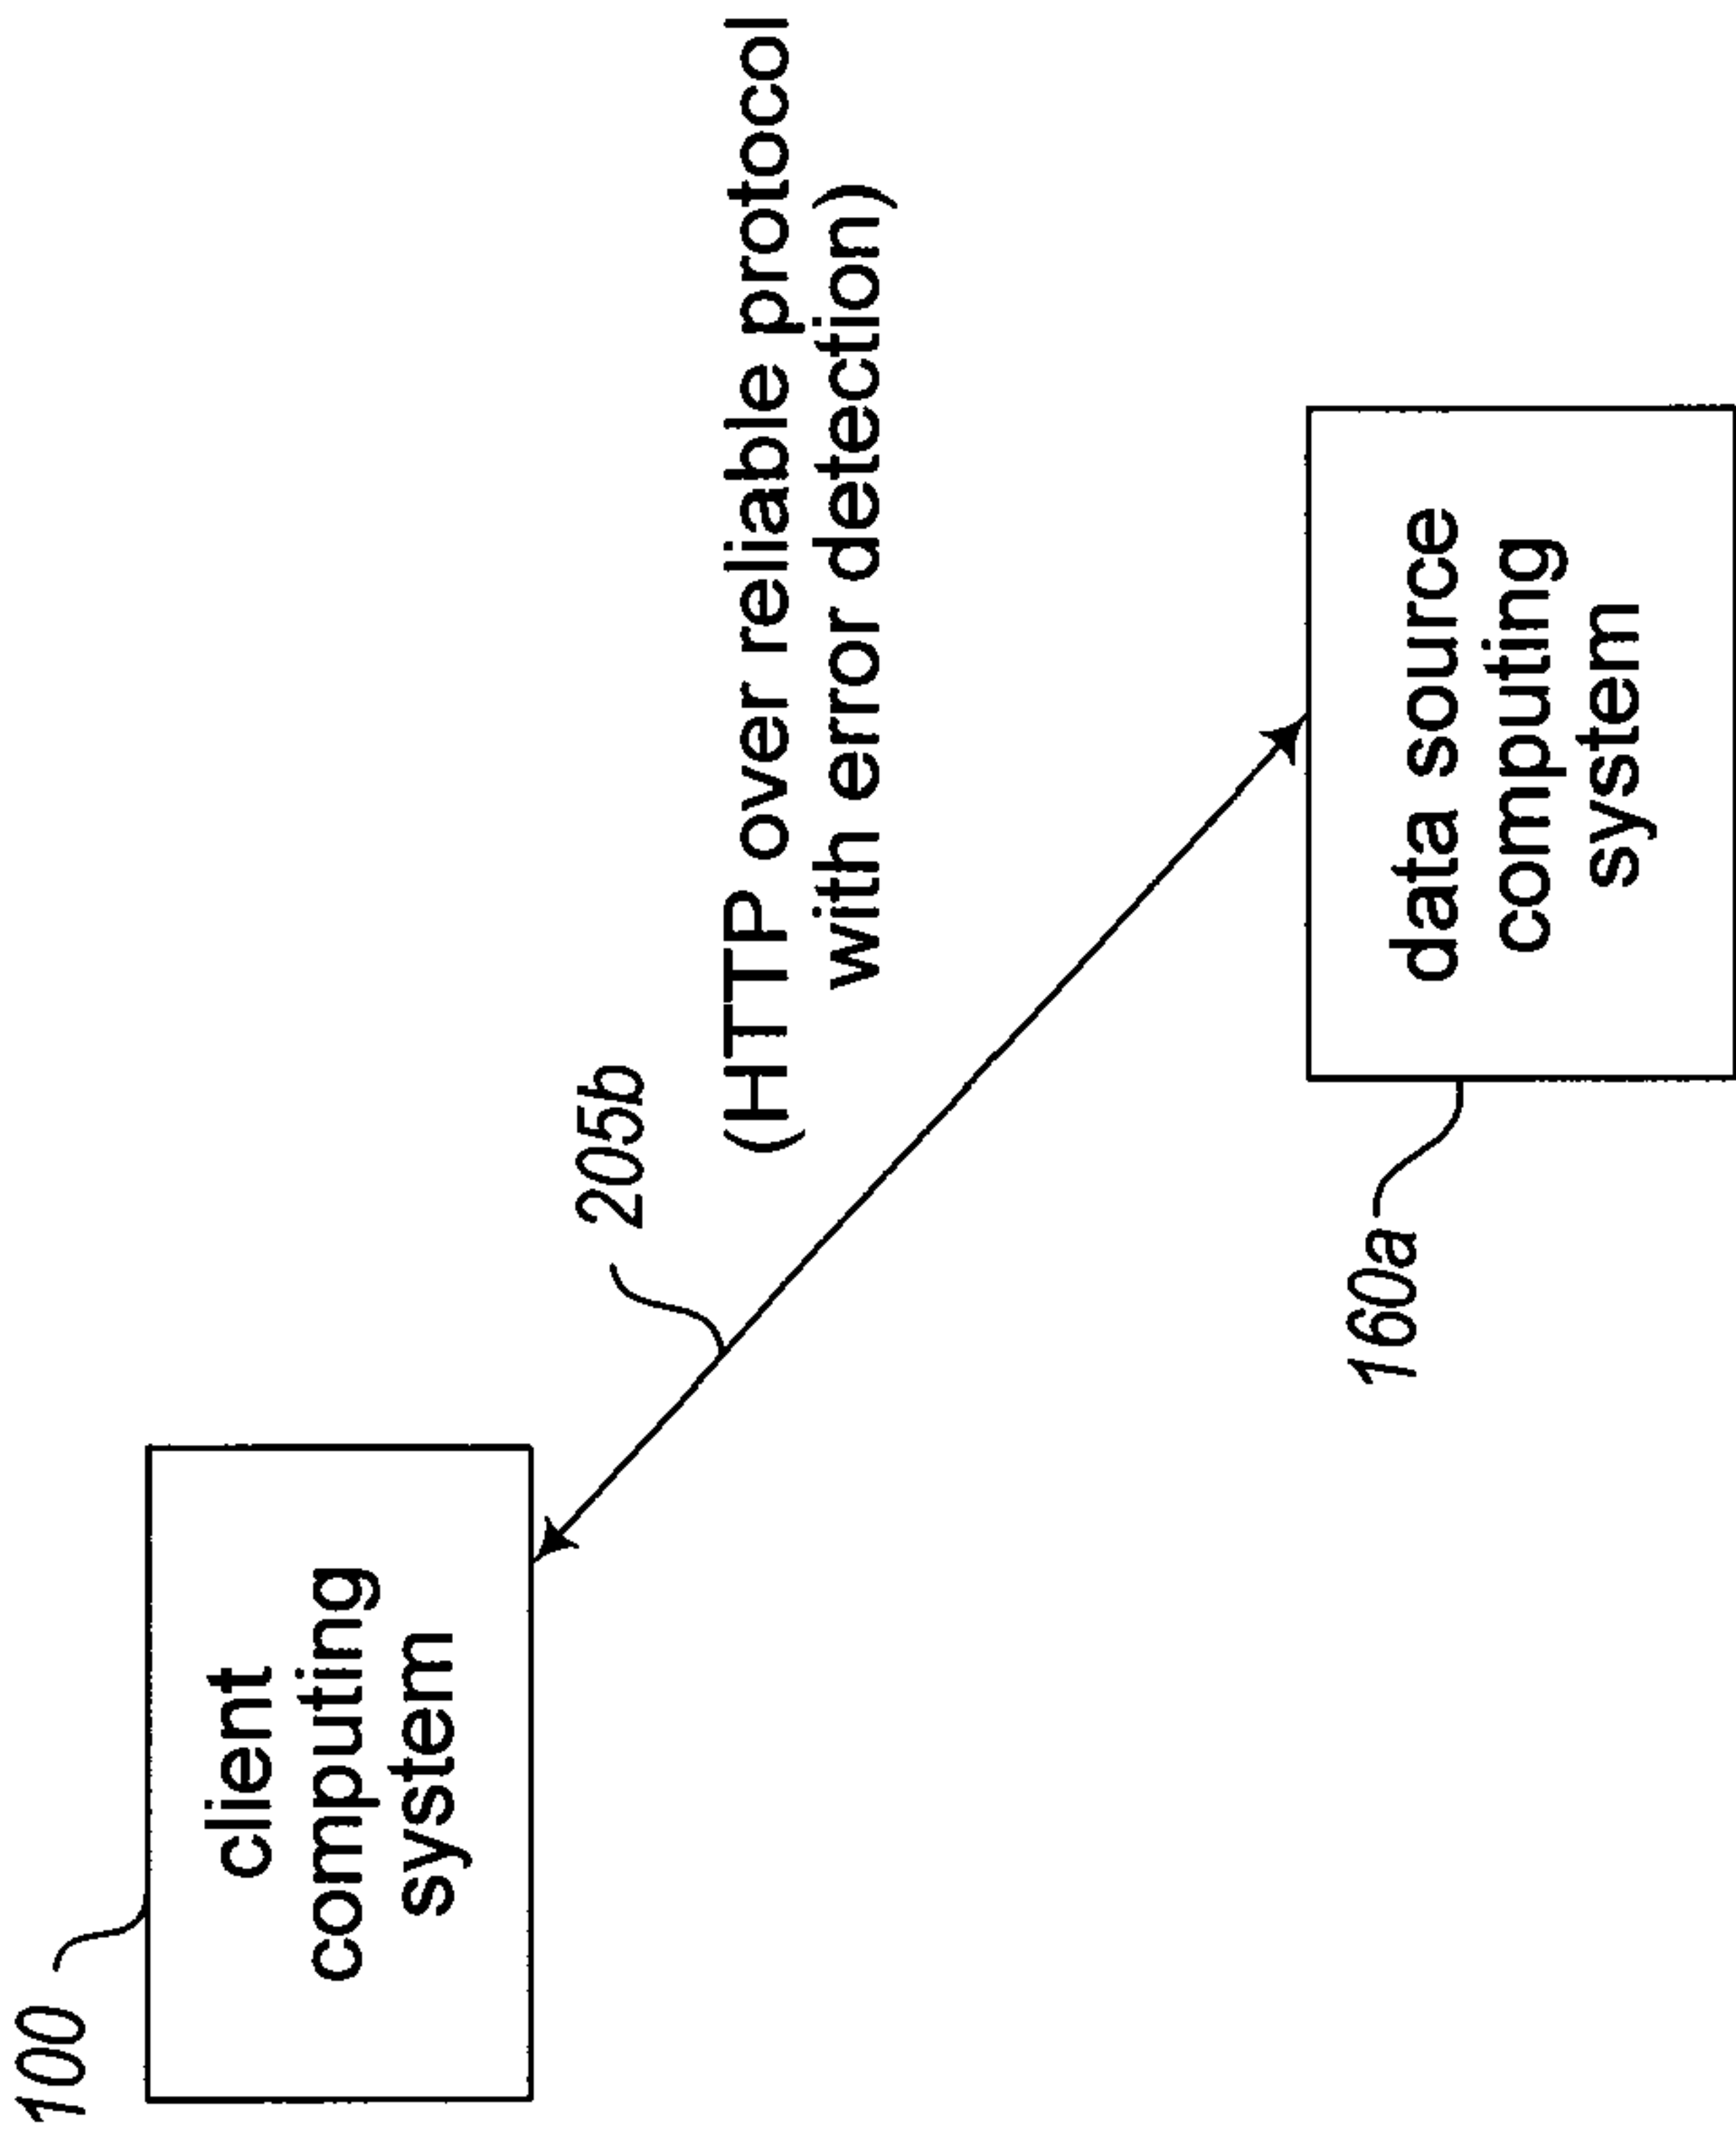 100
client
computing
system
205b
(HTTP over reliable protocol
with error detection)
160a
data source
computing
system